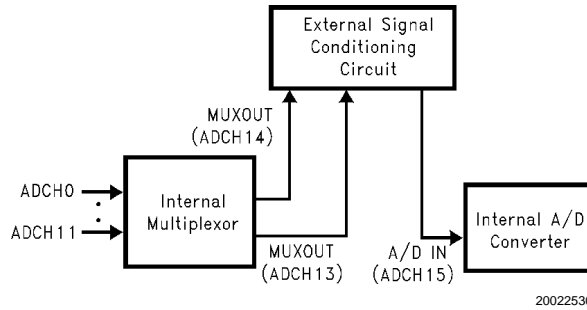 External Signal
Conditioning
Circuit
MUXOUT
(ADCH14)
ADCH0
ADCH11
Internal
Multiplexor
MUXOUT
(ADCH13)
A/D IN
(ADCH15)
Internal A/D
Converter